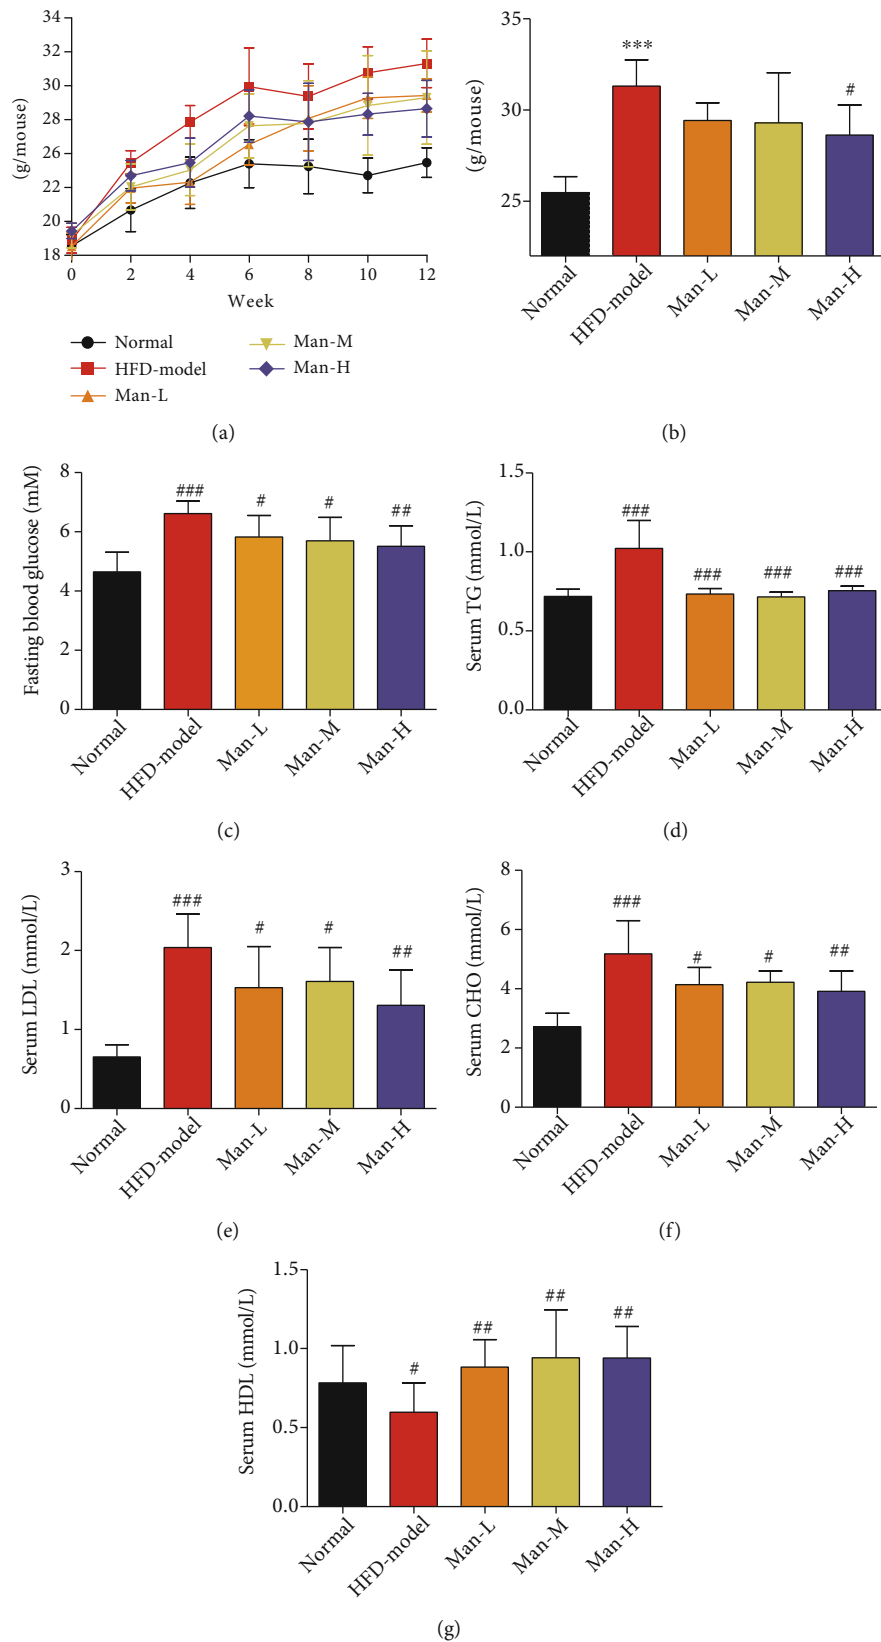 34
32
30
28
26
24
22
20
18
(g/mouse)
0 2 4 6 8 10 12
Week
Normal
HFD-model
Man-L
Man-M
Man-H
(a)
35
30
25
(g/mouse)
***
#
Normal HFD-model Man-L Man-M Man-H
(b)
8
6
4
2
0
Fasting blood glucose (mM)
### # # ##
Normal HFD-model Man-L Man-M Man-H
(c)
1.5
1.0
0.5
0.0
Serum TG (mmol/L)
### ### ### ###
Normal HFD-model Man-L Man-M Man-H
(d)
3
2
1
0
Serum LDL (mmol/L)
### # # ##
Normal HFD-model Man-L Man-M Man-H
(e)
8
6
4
2
0
Serum CHO (mmol/L)
### # # ##
Normal HFD-model Man-L Man-M Man-H
(f)
1.5
1.0
0.5
0.0
Serum HDL (mmol/L)
# ## ## ##
Normal HFD-model Man-L Man-M Man-H
(g)